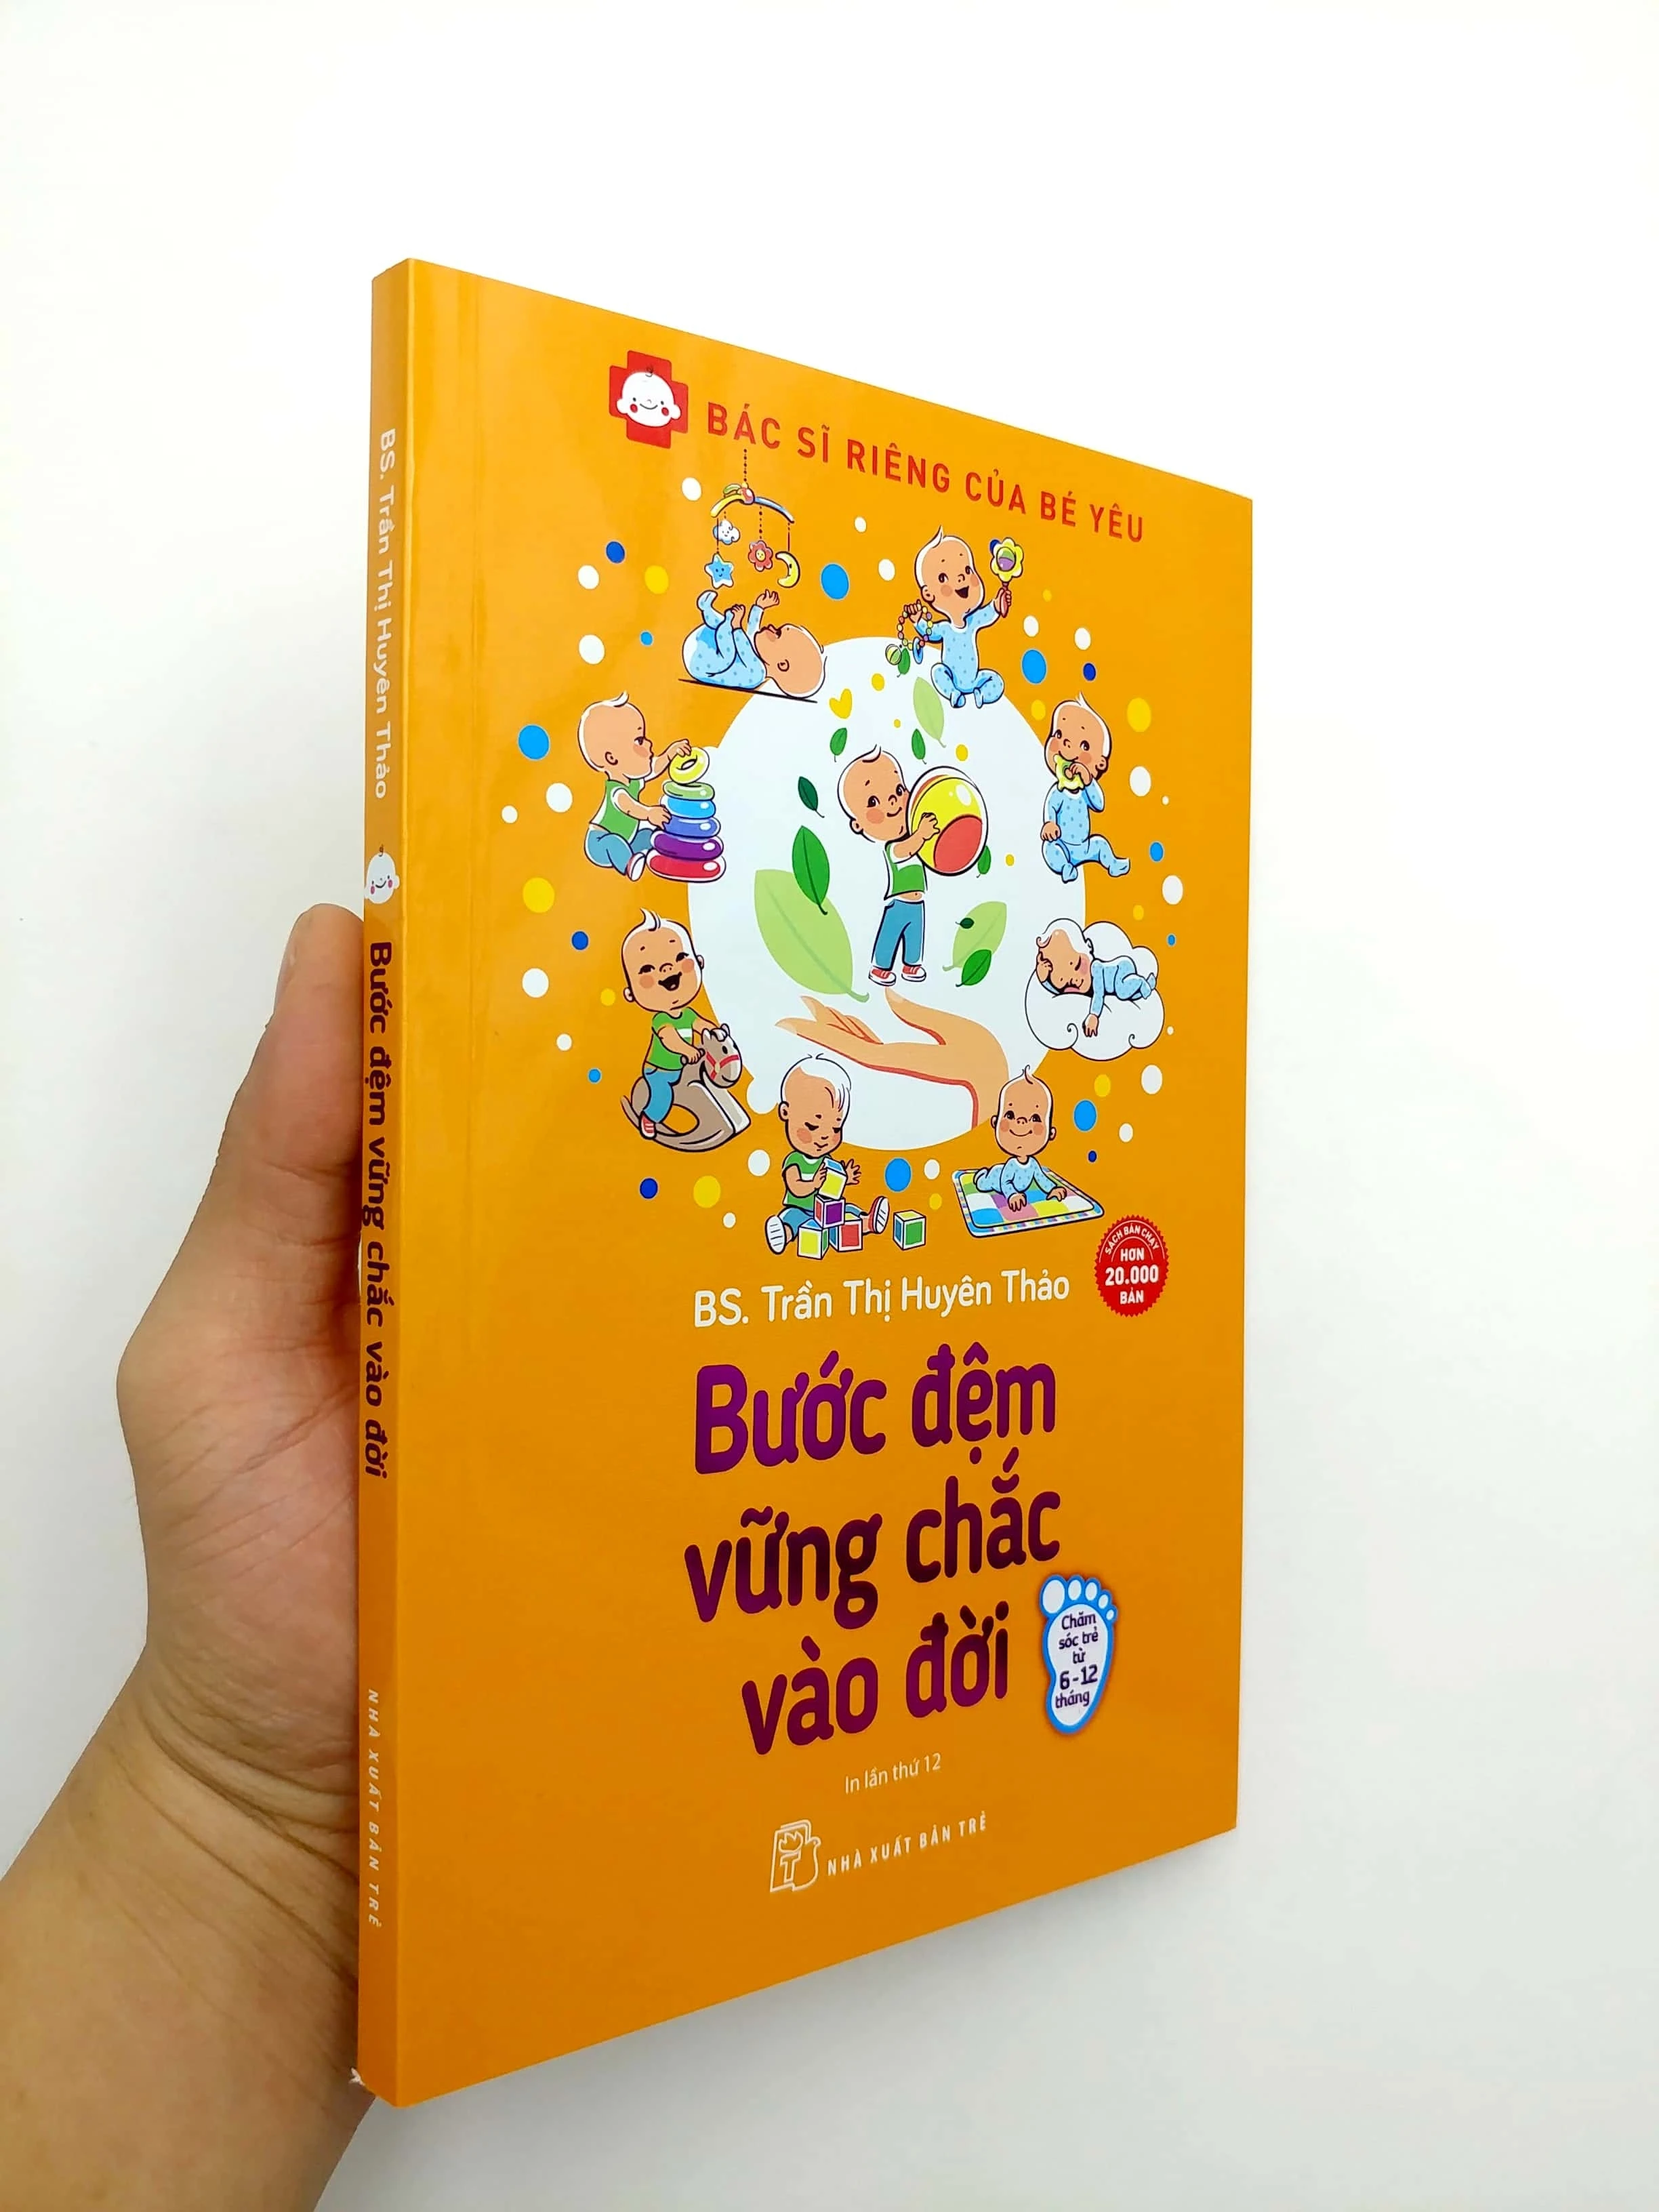 BÁC SĨ RIÊNG CỦA BÉ YÊU
SÁCH BÁN CHẠY
HƠN
20.000
BẢN
BS. Trần Thị Huyên Thảo
Bước đệm
vững chắc
vào đời
Chăm
sóc trẻ
từ
6-12
tháng
In lần thứ 12
NHÀ XUẤT BẢN TRẺ
BS. Trần Thị Huyên Thảo
Bước đệm vững chắc vào đời
NHÀ XUẤT BẢN TRẺ